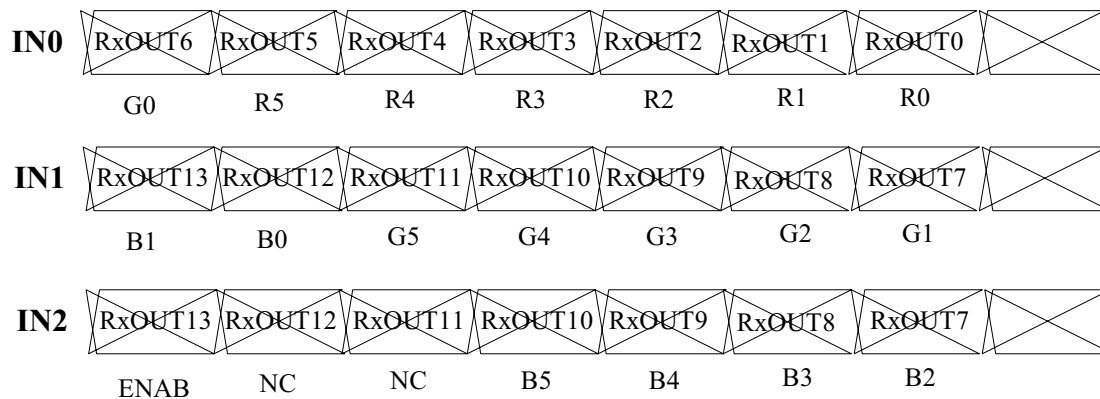 IN0 RxOUT6 RxOUT5 RxOUT4 RxOUT3 RxOUT2 RxOUT1 RxOUT0
G0 R5 R4 R3 R2 R1 R0
IN1 RxOUT13 RxOUT12 RxOUT11 RxOUT10 RxOUT9 RxOUT8 RxOUT7
B1 B0 G5 G4 G3 G2 G1
IN2 RxOUT13 RxOUT12 RxOUT11 RxOUT10 RxOUT9 RxOUT8 RxOUT7
ENAB NC NC B5 B4 B3 B2